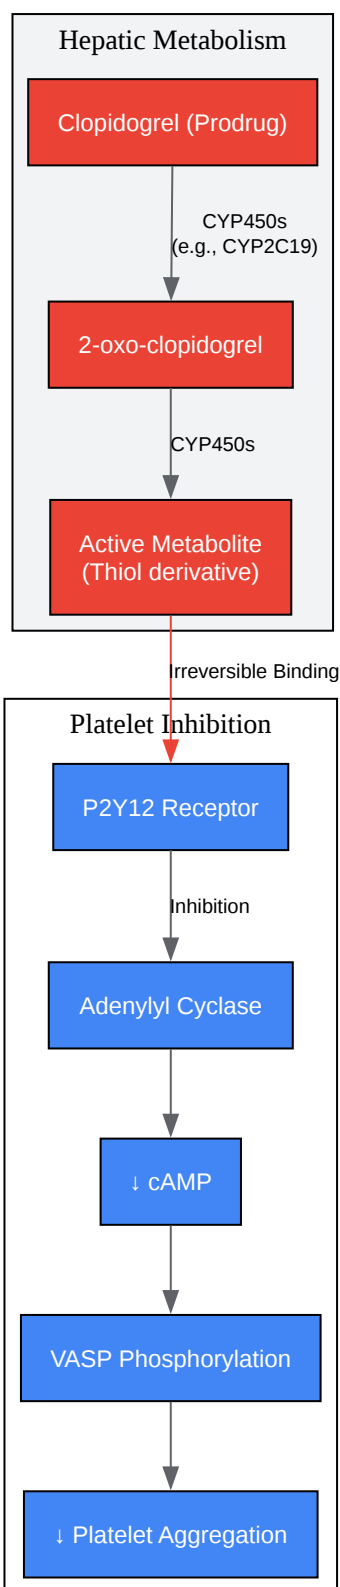 Hepatic Metabolism
Clopidogrel (Prodrug)
CYP450s
(e.g., CYP2C19)
2-oxo-clopidogrel
CYP450s
Active Metabolite
(Thiol derivative)
Irreversible Binding
Platelet Inhibition
P2Y12 Receptor
Inhibition
Adenylyl Cyclase
↓ cAMP
VASP Phosphorylation
↓ Platelet Aggregation